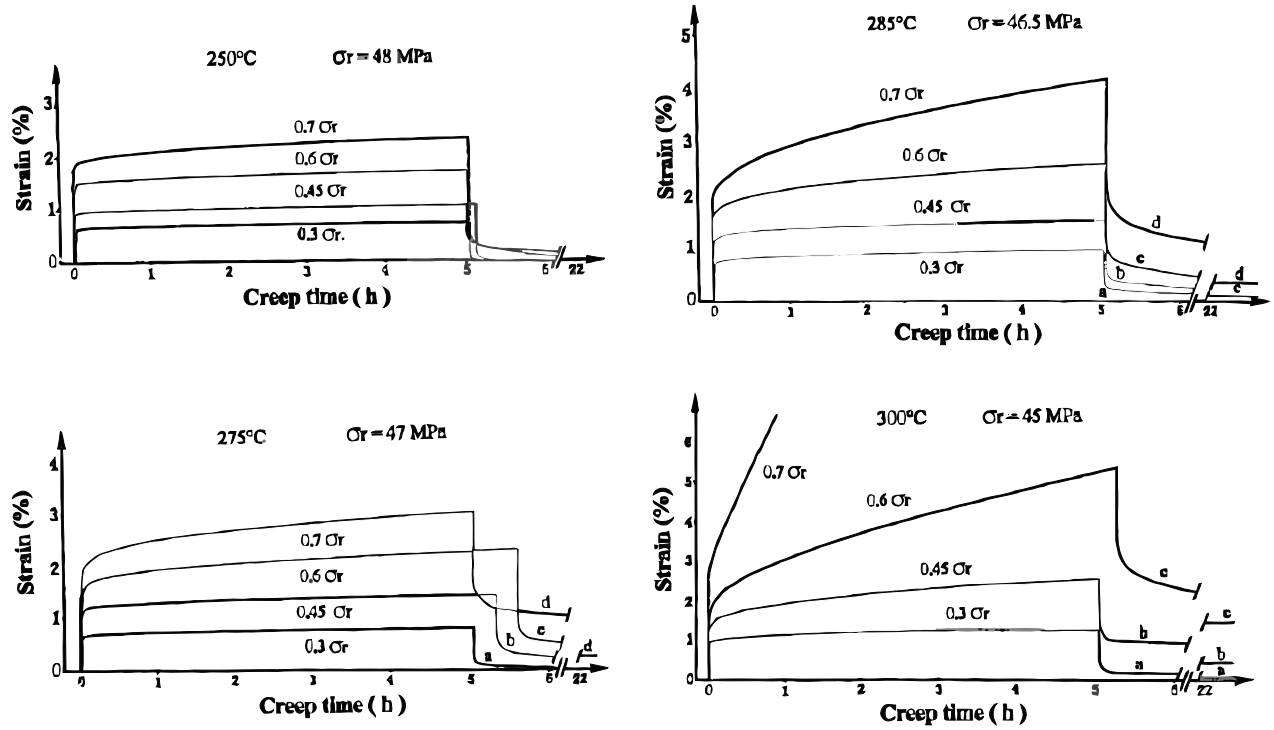 250°C σr = 48 MPa
Strain (%)
3
2
1
0
0.7 σr
0.6 σr
0.45 σr
0.3 σr.
0 1 2 3 4 5 6 22
Creep time ( h )
285°C σr = 46.5 MPa
Strain (%)
5
4
3
2
1
0
0.7 σr
0.6 σr
0.45 σr
0.3 σr
d
c
b
a
d
c
0 1 2 3 4 5 6 22
Creep time ( h )
275°C σr = 47 MPa
Strain (%)
4
3
2
1
0
0.7 σr
0.6 σr
0.45 σr
0.3 σr
d
c
b
a
d
0 1 2 3 4 5 6 22
Creep time ( h )
300°C σr = 45 MPa
Strain (%)
6
5
4
3
2
1
0
0.7 σr
0.6 σr
0.45 σr
0.3 σr
c
b
a
c
b
a
0 1 2 3 4 5 6 22
Creep time ( h )